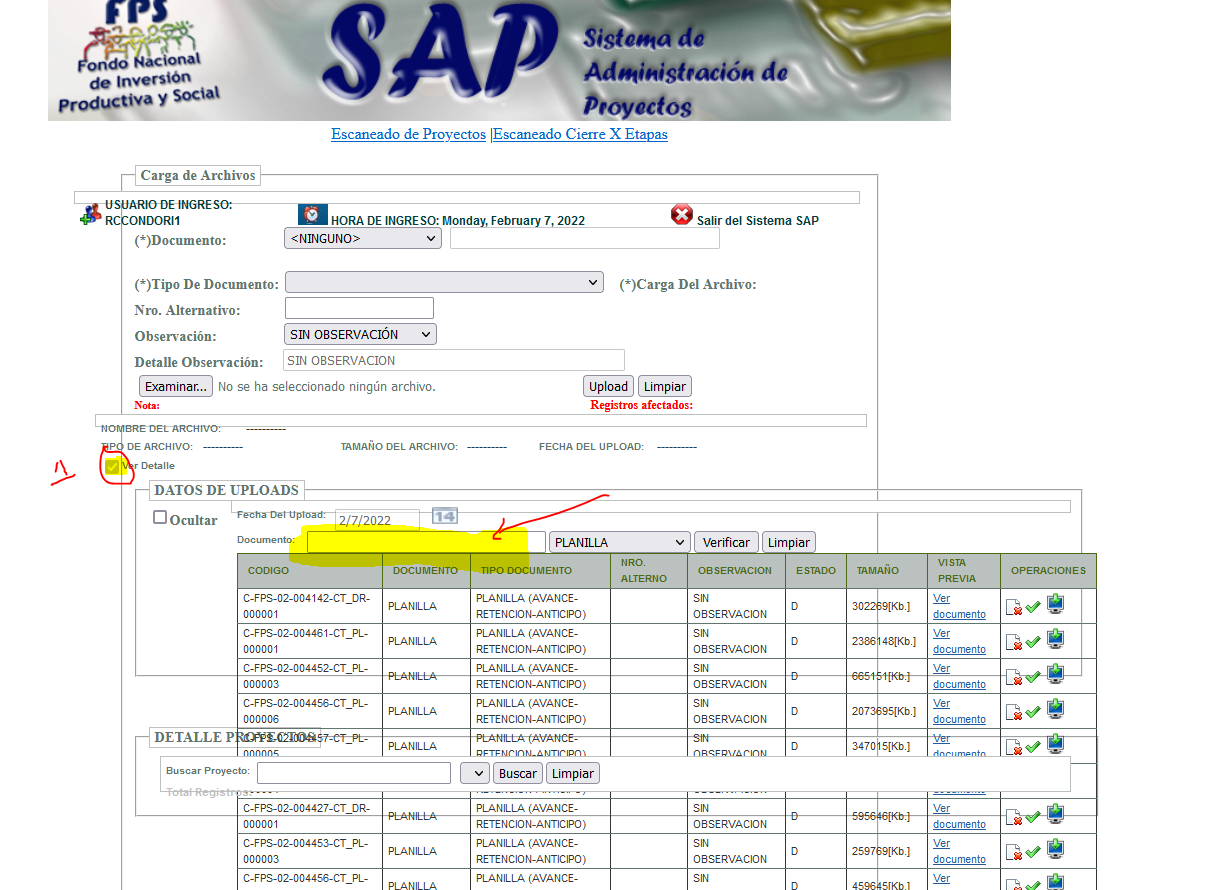 FPS
Fondo Nacional
de Inversión
Productiva y Social
SAP
Sistema de
Administración de
Proyectos
Escaneado de Proyectos |Escaneado Cierre X Etapas
Carga de Archivos
USUARIO DE INGRESO:
RCCONDORI1
HORA DE INGRESO: Monday, February 7, 2022
Salir del Sistema SAP
(*)Documento: <NINGUNO>
(*)Tipo De Documento: (*)Carga Del Archivo:
Nro. Alternativo:
Observación: SIN OBSERVACIÓN
Detalle Observación: SIN OBSERVACION
Examinar... No se ha seleccionado ningún archivo. Upload Limpiar
Nota: Registros afectados:
NOMBRE DEL ARCHIVO: ----------
TIPO DE ARCHIVO: ---------- TAMAÑO DEL ARCHIVO: ---------- FECHA DEL UPLOAD: ----------
1 Ver Detalle
DATOS DE UPLOADS
Ocultar Fecha Del Upload: 2/7/2022 14
Documento: PLANILLA Verificar Limpiar
CODIGO DOCUMENTO TIPO DOCUMENTO NRO. ALTERNO OBSERVACION ESTADO TAMAÑO VISTA PREVIA OPERACIONES
C-FPS-02-004142-CT_DR-000001 PLANILLA PLANILLA (AVANCE-RETENCION-ANTICIPO) SIN OBSERVACION D 302269[Kb.] Ver documento
C-FPS-02-004461-CT_PL-000001 PLANILLA PLANILLA (AVANCE-RETENCION-ANTICIPO) SIN OBSERVACION D 2386148[Kb.] Ver documento
C-FPS-02-004452-CT_PL-000003 PLANILLA PLANILLA (AVANCE-RETENCION-ANTICIPO) SIN OBSERVACION D 665151[Kb.] Ver documento
C-FPS-02-004456-CT_PL-000006 PLANILLA PLANILLA (AVANCE-RETENCION-ANTICIPO) SIN OBSERVACION D 2073695[Kb.] Ver documento
DETALLE PROYECTOS
C-FPS-02-004457-CT_PL-000005 PLANILLA PLANILLA (AVANCE-RETENCION-ANTICIPO) SIN OBSERVACION D 347015[Kb.] Ver documento
Buscar Proyecto: Buscar Limpiar
Total Registros:
C-FPS-02-004427-CT_DR-000001 PLANILLA PLANILLA (AVANCE-RETENCION-ANTICIPO) SIN OBSERVACION D 595646[Kb.] Ver documento
C-FPS-02-004453-CT_PL-000003 PLANILLA PLANILLA (AVANCE-RETENCION-ANTICIPO) SIN OBSERVACION D 259769[Kb.] Ver documento
C-FPS-02-004456-CT_PL- PLANILLA PLANILLA (AVANCE- SIN D 459645[Kb.] Ver